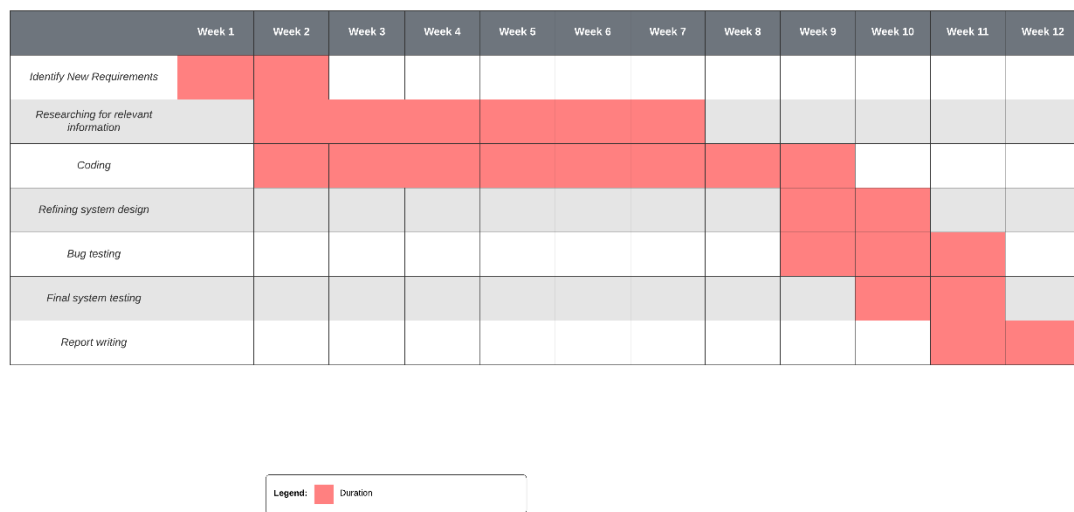 Week 1 Week 2 Week 3 Week 4 Week 5 Week 6 Week 7 Week 8 Week 9 Week 10 Week 11 Week 12
Identify New Requirements
Researching for relevant
information
Coding
Refining system design
Bug testing
Final system testing
Report writing
Legend: Duration